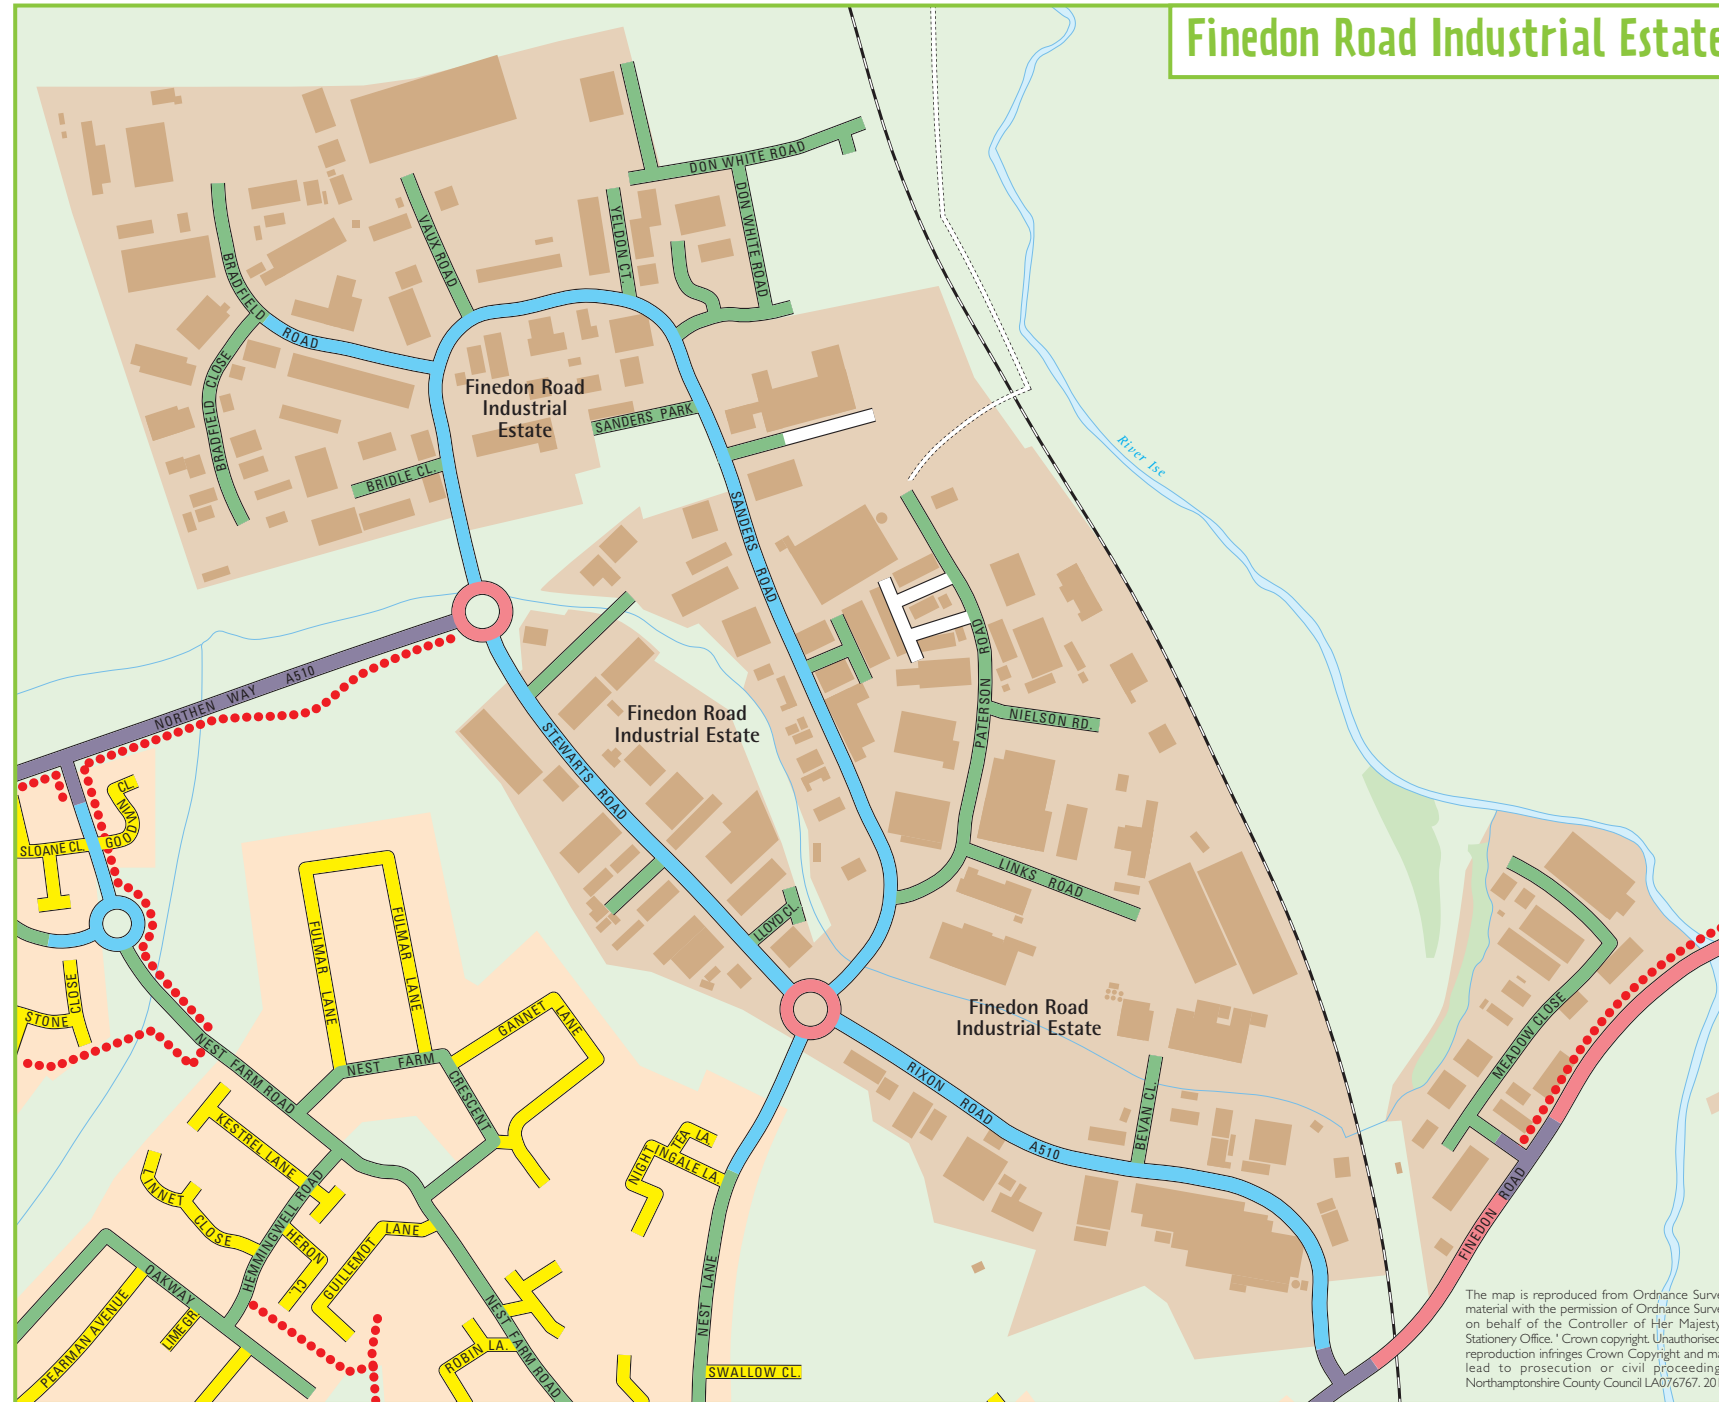 Finedon Road Industrial Estate
DON WHITE ROAD
DON WHITE ROAD
YELDON CT.
VAUX ROAD
BRADFIELD
ROAD
BRADFIELD CLOSE
Finedon Road
Industrial
Estate
SANDERS PARK
BRIDLE CL.
River Ise
SANDERS ROAD
NORTHEN WAY A510
STEWARTS ROAD
Finedon Road
Industrial Estate
PATERSON ROAD
NIELSON RD.
LINKS ROAD
LLOYD CL.
SLOANE CL.
GOODWIN
CL.
CLOSE
STONE
FULMAR LANE
FULMAR LANE
GANNET LANE
NEST FARM
CRESCENT
NEST FARM ROAD
Finedon Road
Industrial Estate
RIXON ROAD A510
BEVAN CL.
MEADOW CLOSE
FINEDON ROAD
KESTREL LANE
LINNET
CLOSE
HEMMINGWELL ROAD
HERON
CL.
GUILLEMOT LANE
NIGHT
INGALE LA.
TEA LA.
OAKWAY
PEARMAN AVENUE
LIMEGR
NEST FARM ROAD
ROBIN LA.
NEST LANE
SWALLOW CL.
The map is reproduced from Ordnance Surve
material with the permission of Ordnance Surve
on behalf of the Controller of Her Majesty
Stationery Office. ' Crown copyright. Unauthorised
reproduction infringes Crown Copyright and ma
lead to prosecution or civil proceeding
Northamptonshire County Council LA076767. 20